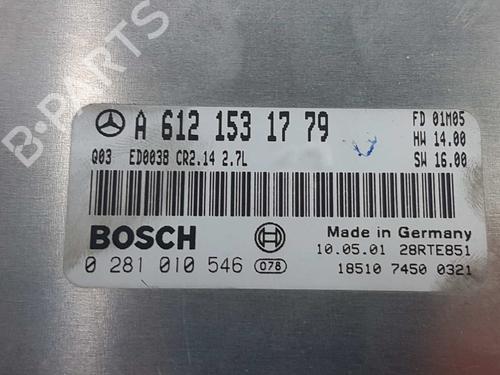 A 612 153 17 79
FD 01M05
HW 14.00
Q03 ED0038 CR2.14 2.7L
SW 16.00
BOSCH
Made in Germany
10.05.01 28RTE851
0 281 010 546 078
18510 7450 0321
B-PARTS